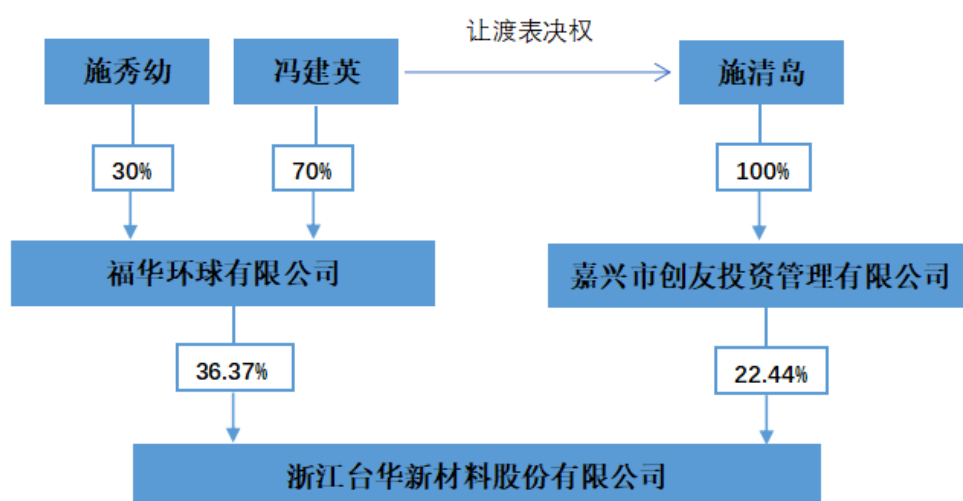 让渡表决权
施秀幼
冯建英
施清岛
30%
70%
100%
福华环球有限公司
嘉兴市创友投资管理有限公司
36.37%
22.44%
浙江台华新材料股份有限公司